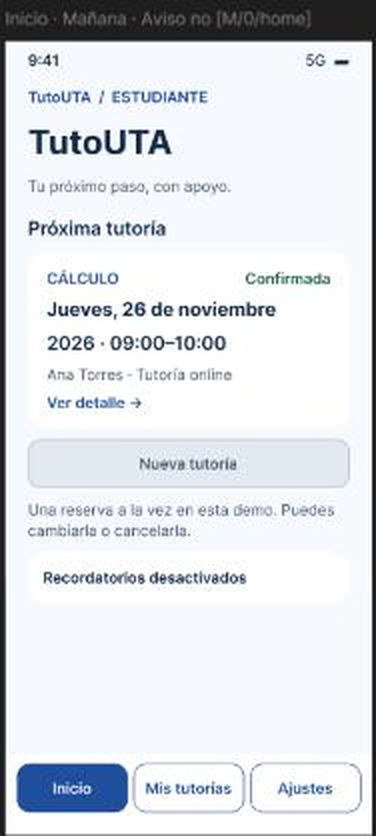 Inicio · Mañana · Aviso no [M/0/home]
9:41
5G
TutoUTA / ESTUDIANTE
TutoUTA
Tu próximo paso, con apoyo.
Próxima tutoría
CÁLCULO
Confirmada
Jueves, 26 de noviembre
2026 · 09:00–10:00
Ana Torres · Tutoría online
Ver detalle →
Nueva tutoría
Una reserva a la vez en esta demo. Puedes
cambiarla o cancelarla.
Recordatorios desactivados
Inicio
Mis tutorías
Ajustes